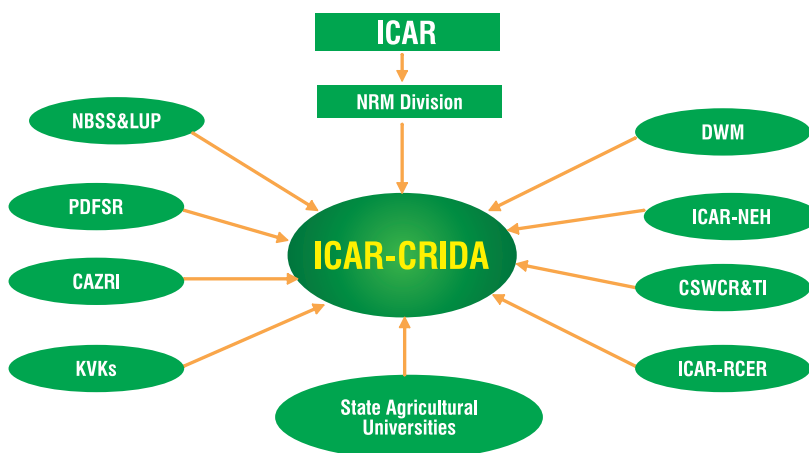 ICAR
NRM Division
NBSS&LUP
DWM
PDFSR
ICAR-NEH
ICAR-CRIDA
CAZRI
CSWCR&TI
KVKs
ICAR-RCER
State Agricultural
Universities